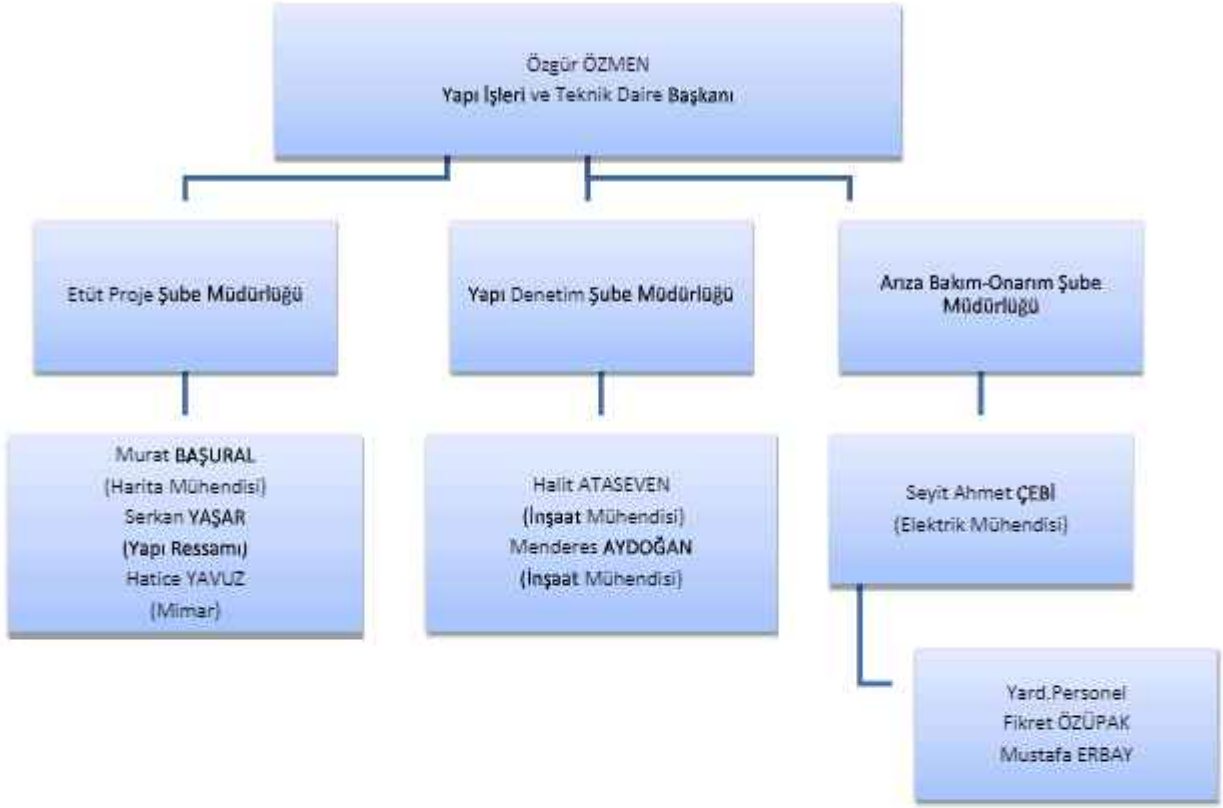 Özgür ÖZMEN
Yapı İşleri ve Teknik Daire Başkanı
Etüt Proje Şube Müdürlüğü
Yapı Denetim Şube Müdürlüğü
Arıza Bakım-Onarım Şube
Müdürlüğü
Murat BAŞURAL
(Harita Mühendisi)
Serkan YAŞAR
(Yapı Ressamı)
Hatice YAVUZ
(Mimar)
Halit ATASEVEN
(İnşaat Mühendisi)
Menderes AYDOĞAN
(İnşaat Mühendisi)
Seyit Ahmet ÇEBİ
(Elektrik Mühendisi)
Yard.Personel
Fikret ÖZÜPAK
Mustafa ERBAY